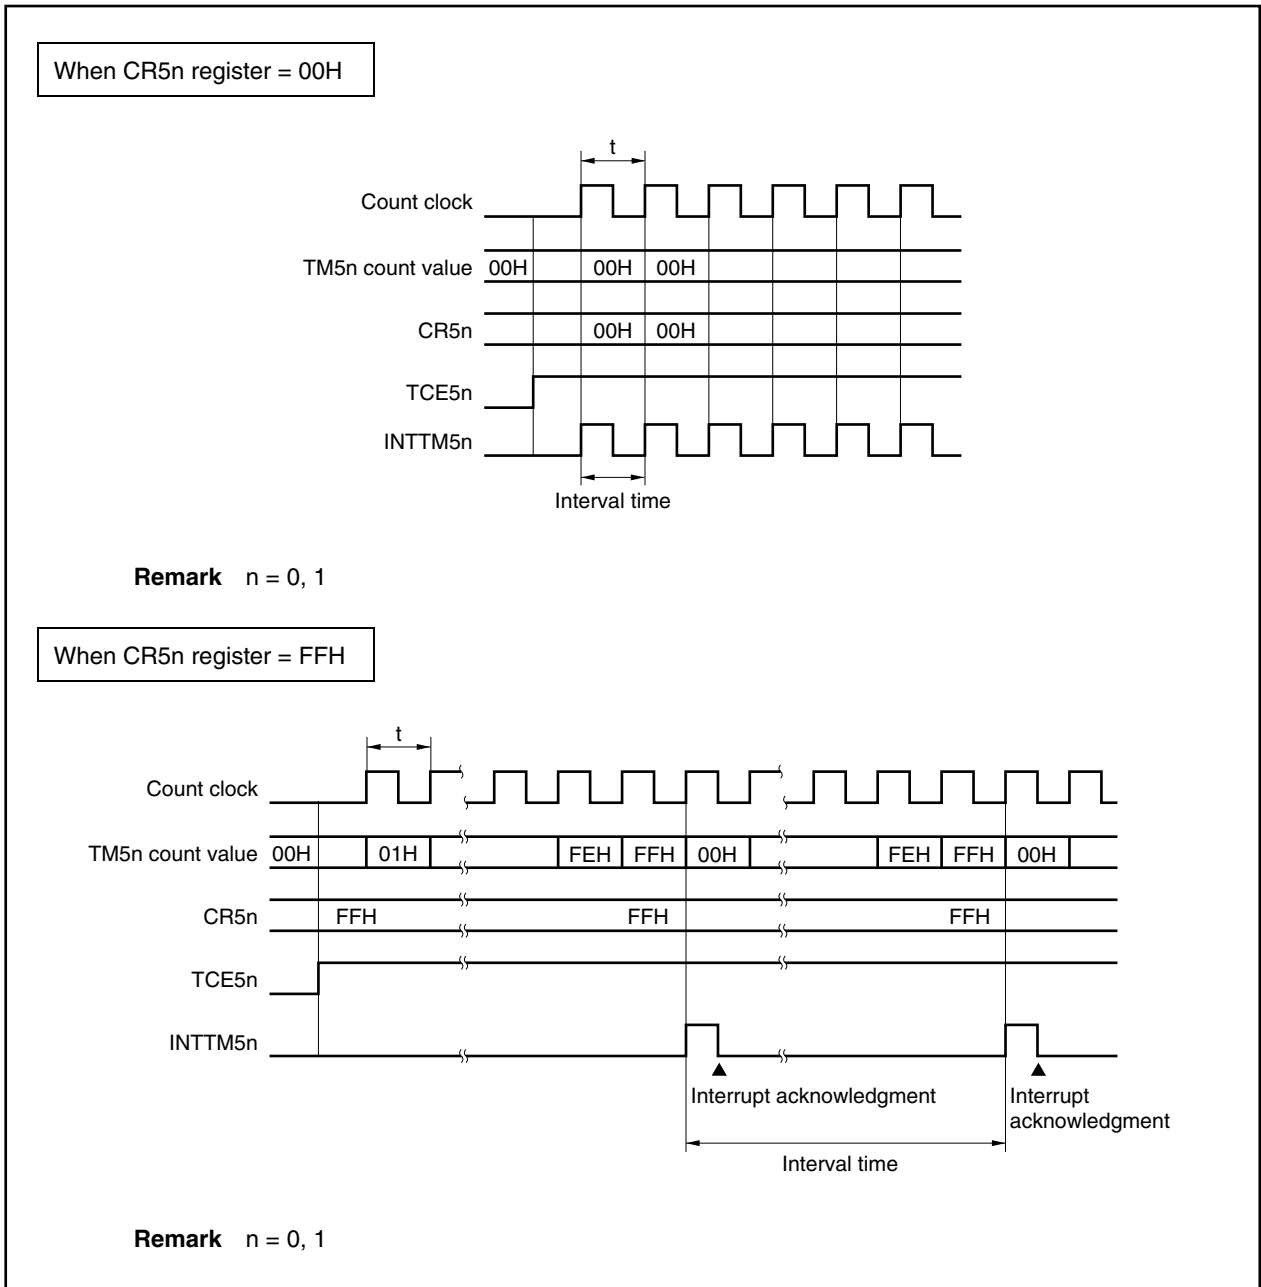 When CR5n register = 00H
t
Count clock
TM5n count value 00H 00H 00H
CR5n 00H 00H
TCE5n
INTTM5n
Interval time
Remark n = 0, 1
When CR5n register = FFH
t
Count clock
TM5n count value 00H 01H FEH FFH 00H FEH FFH 00H
CR5n FFH FFH FFH
TCE5n
INTTM5n
Interrupt acknowledgment Interrupt
acknowledgment
Interval time
Remark n = 0, 1